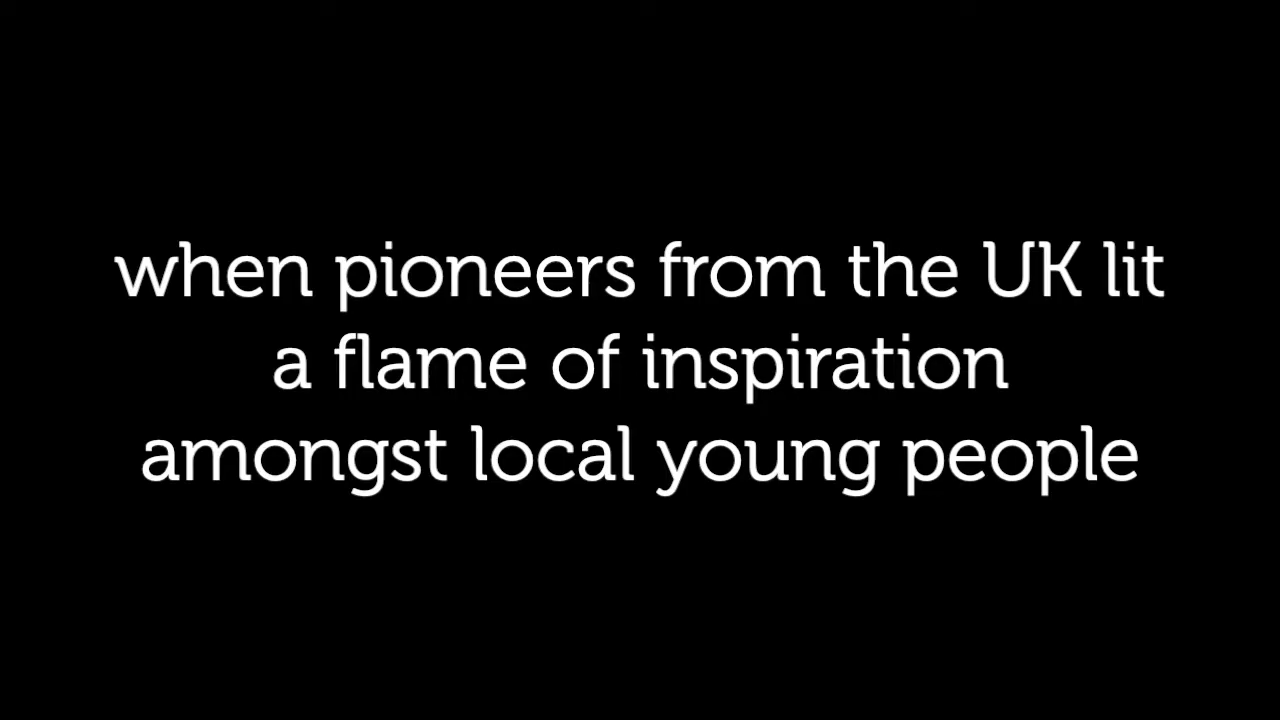 when pioneers from the UK lit
a flame of inspiration
amongst local young people